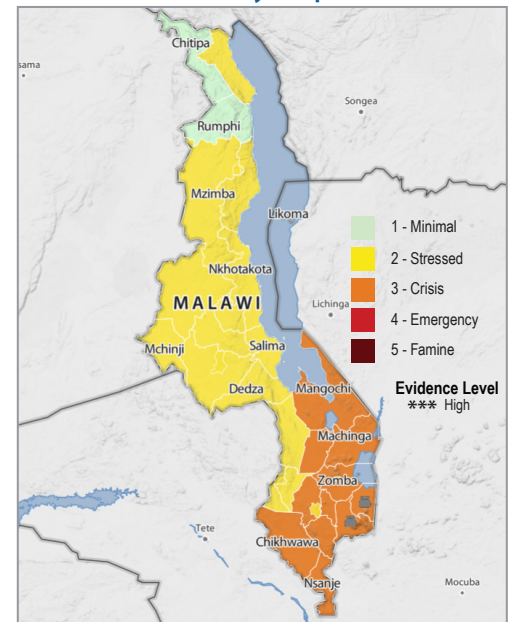 Chitipa
sama
Songea
Rumphi
Mzimba
Likoma
1 - Minimal
2 - Stressed
Nkhotakota
3 - Crisis
MALAWI
Lichinga
4 - Emergency
Mchinji
Salima
5 - Famine
Dedza
Mangochi
Evidence Level
*** High
Machinga
Zomba
Tete
Chikhwawa
Nsanje
Mocuba